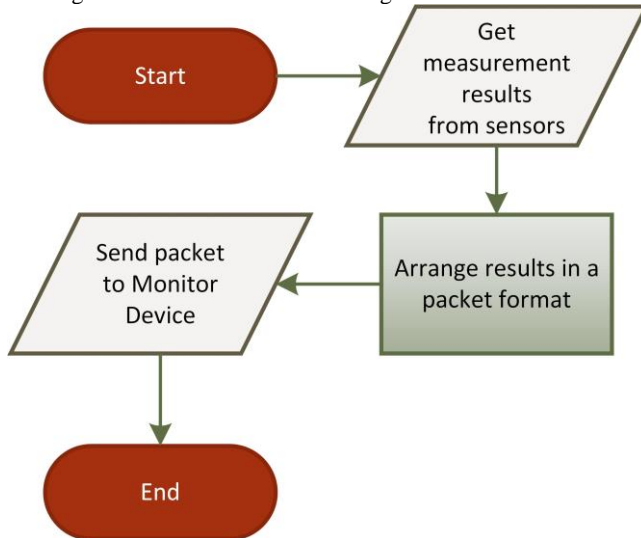 Start
Get
measurement
results
from sensors
Arrange results in a
packet format
Send packet
to Monitor
Device
End